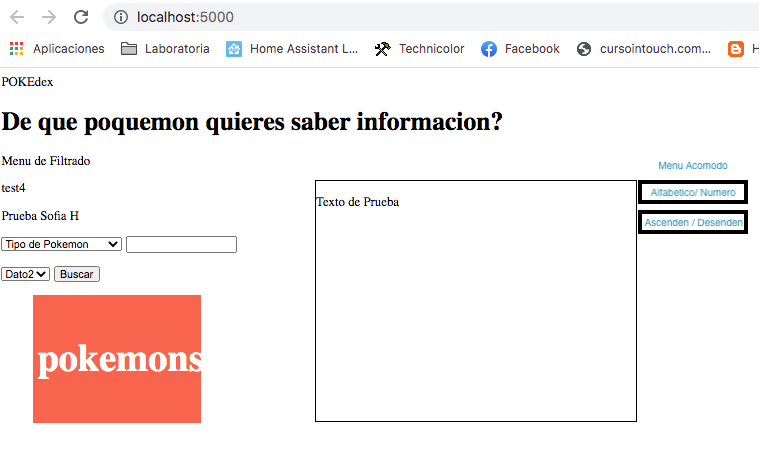 localhost:5000
Aplicaciones Laboratoria Home Assistant L... Technicolor Facebook cursointouch.com... H
POKEdex
De que poquemon quieres saber informacion?
Menu de Filtrado
test4
Prueba Sofia H
Tipo de Pokemon
Dato2 Buscar
pokemons
Texto de Prueba
Menu Acomodo
Alfabetico/ Numero
Ascenden / Desenden